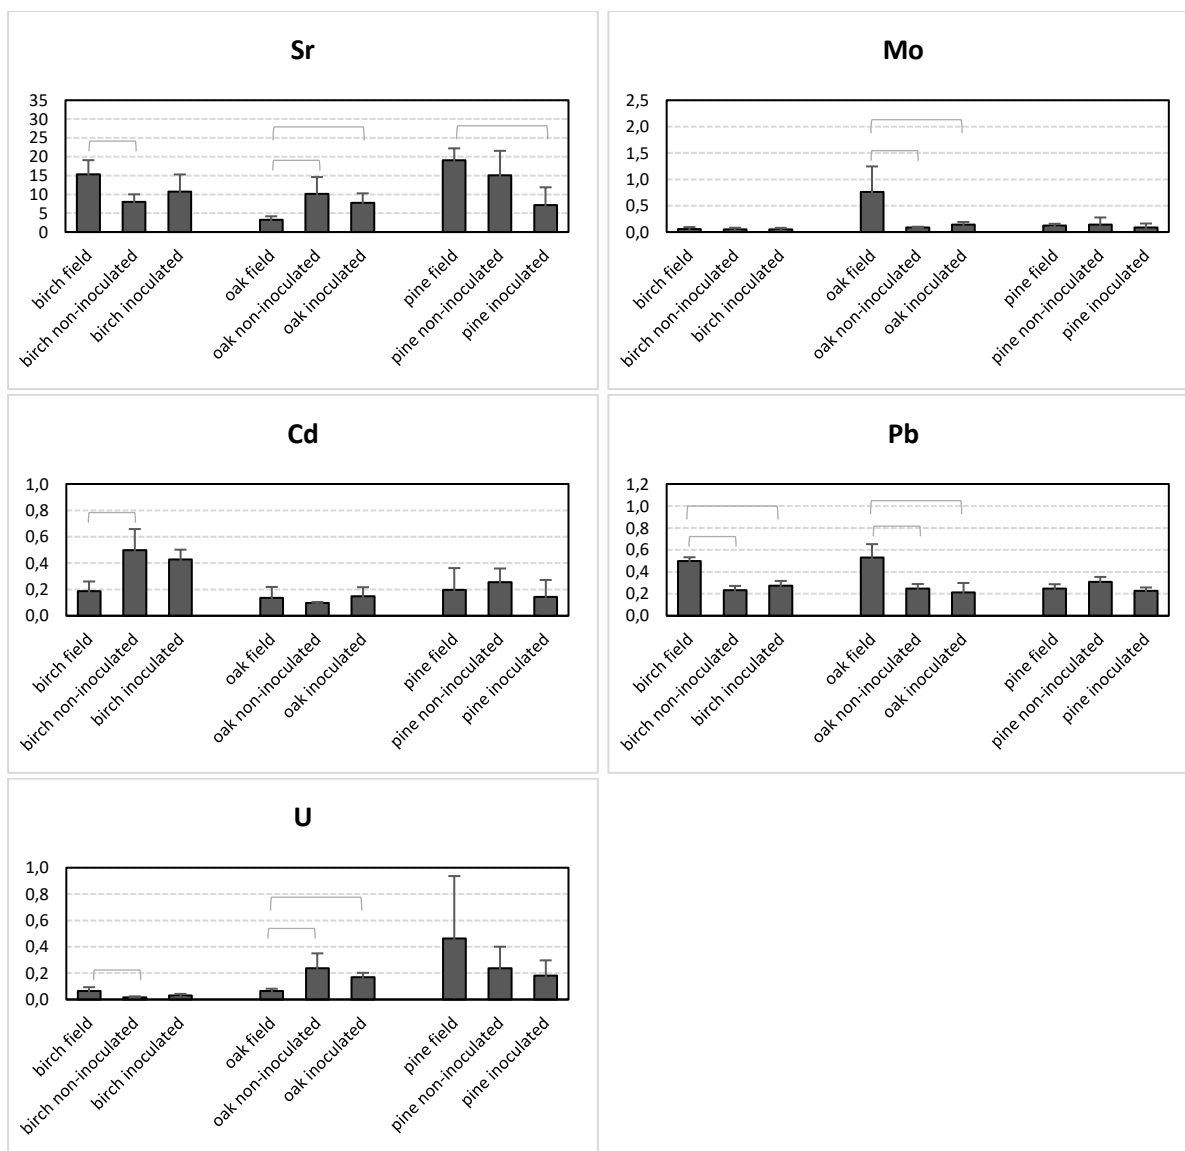 Sr
35
30
25
20
15
10
5
0
birch field
birch non-inoculated
birch inoculated
oak field
oak non-inoculated
oak inoculated
pine field
pine non-inoculated
pine inoculated
Mo
2,5
2,0
1,5
1,0
0,5
0,0
birch field
birch non-inoculated
birch inoculated
oak field
oak non-inoculated
oak inoculated
pine field
pine non-inoculated
pine inoculated
Cd
1,0
0,8
0,6
0,4
0,2
0,0
birch field
birch non-inoculated
birch inoculated
oak field
oak non-inoculated
oak inoculated
pine field
pine non-inoculated
pine inoculated
Pb
1,2
1,0
0,8
0,6
0,4
0,2
0,0
birch field
birch non-inoculated
birch inoculated
oak field
oak non-inoculated
oak inoculated
pine field
pine non-inoculated
pine inoculated
U
1,0
0,8
0,6
0,4
0,2
0,0
birch field
birch non-inoculated
birch inoculated
oak field
oak non-inoculated
oak inoculated
pine field
pine non-inoculated
pine inoculated